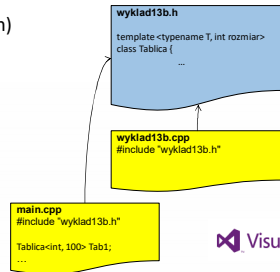 n)
wyklad13b.h
template <typename T, int rozmiar>
class Tablica {
...
wyklad13b.cpp
#include "wyklad13b.h"
main.cpp
#include "wyklad13b.h"
Tablica<int, 100> Tab1;
...
Visu